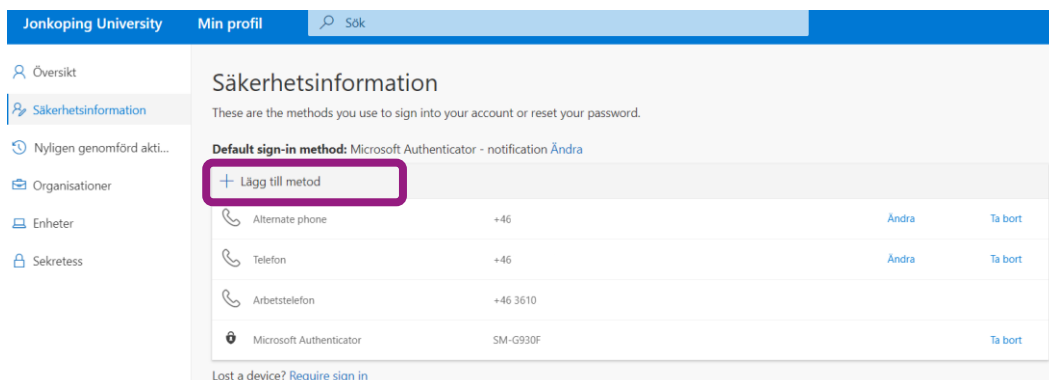 Jonkoping University Min profil Sök
Översikt
Säkerhetsinformation
Nyligen genomförd akti...
Organisationer
Enheter
Sekretess
Säkerhetsinformation
These are the methods you use to sign into your account or reset your password.
Default sign-in method: Microsoft Authenticator - notification Ändra
+ Lägg till metod
Alternate phone +46 Ändra Ta bort
Telefon +46 Ändra Ta bort
Arbetstelefon +46 3610
Microsoft Authenticator SM-G930F Ta bort
Lost a device? Require sign in